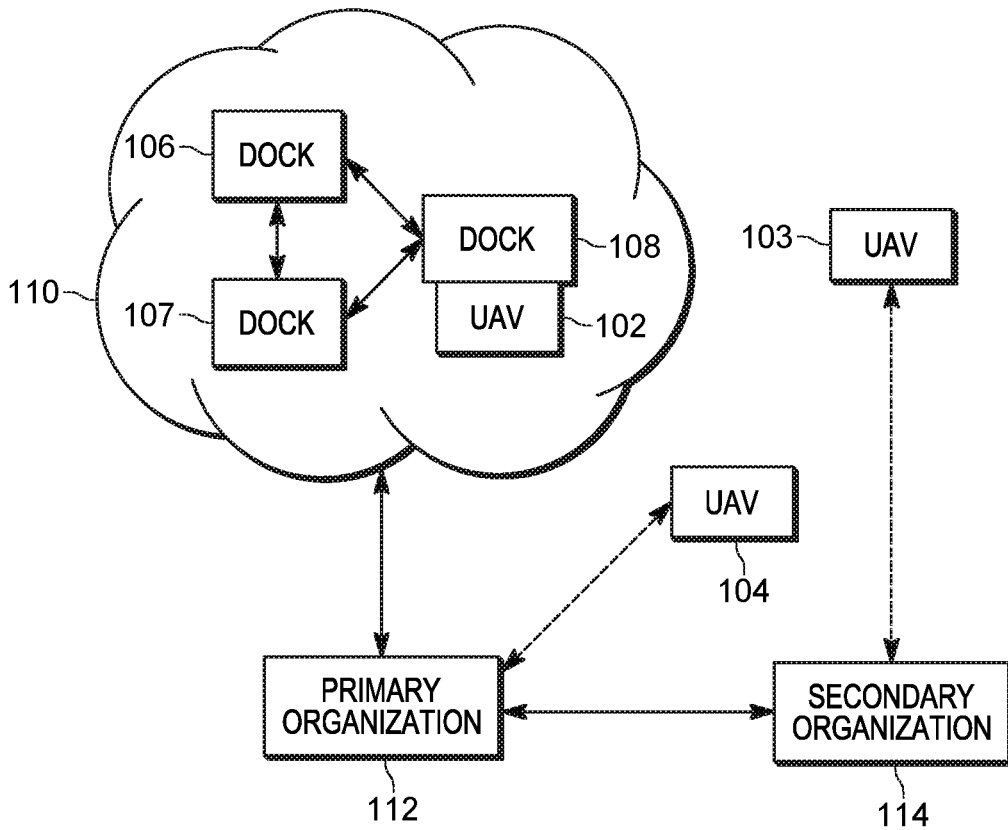 106
DOCK
DOCK
108
103
UAV
110
107
DOCK
UAV
102
UAV
104
PRIMARY
ORGANIZATION
112
SECONDARY
ORGANIZATION
114